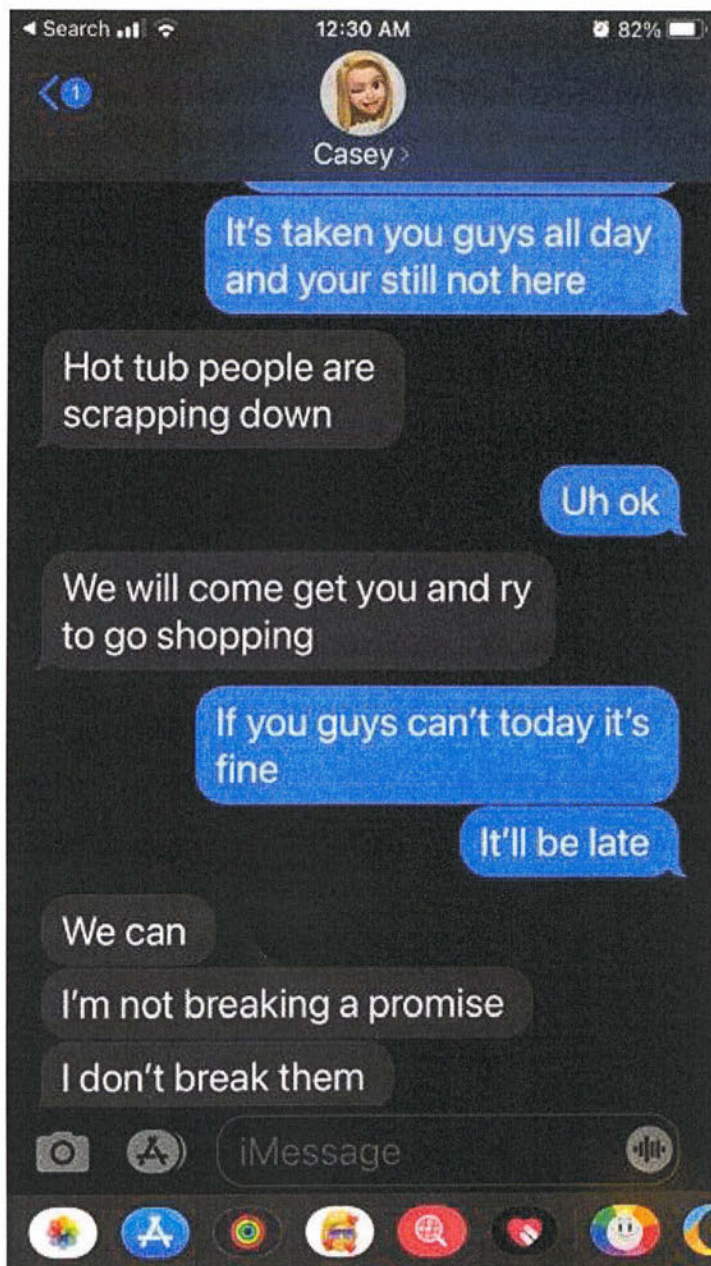 Search
12:30 AM
82%
1
Casey
It's taken you guys all day
and your still not here
Hot tub people are
scrapping down
Uh ok
We will come get you and ry
to go shopping
If you guys can't today it's
fine
It'll be late
We can
I'm not breaking a promise
I don't break them
iMessage